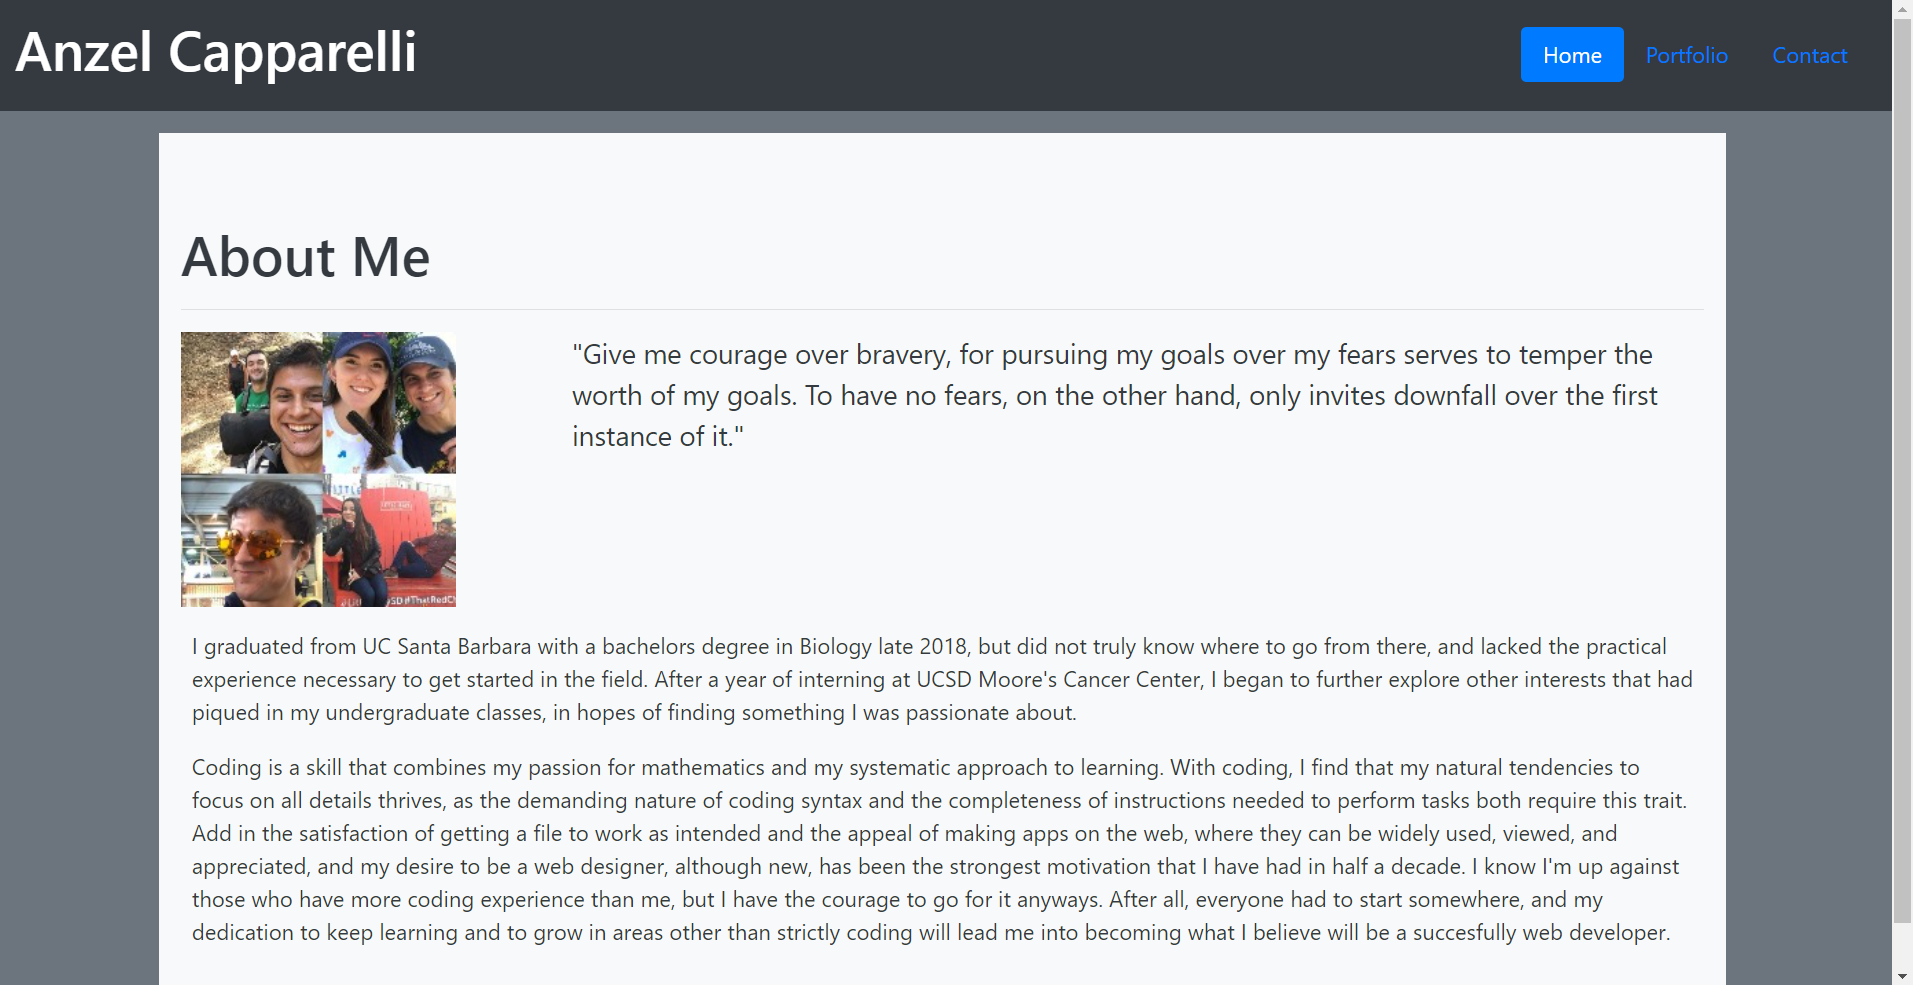 Anzel Capparelli
Home Portfolio Contact
About Me
"Give me courage over bravery, for pursuing my goals over my fears serves to temper the
worth of my goals. To have no fears, on the other hand, only invites downfall over the first
instance of it."
#ThatRedCh
I graduated from UC Santa Barbara with a bachelors degree in Biology late 2018, but did not truly know where to go from there, and lacked the practical
experience necessary to get started in the field. After a year of interning at UCSD Moore's Cancer Center, I began to further explore other interests that had
piqued in my undergraduate classes, in hopes of finding something I was passionate about.
Coding is a skill that combines my passion for mathematics and my systematic approach to learning. With coding, I find that my natural tendencies to
focus on all details thrives, as the demanding nature of coding syntax and the completeness of instructions needed to perform tasks both require this trait.
Add in the satisfaction of getting a file to work as intended and the appeal of making apps on the web, where they can be widely used, viewed, and
appreciated, and my desire to be a web designer, although new, has been the strongest motivation that I have had in half a decade. I know I'm up against
those who have more coding experience than me, but I have the courage to go for it anyways. After all, everyone had to start somewhere, and my
dedication to keep learning and to grow in areas other than strictly coding will lead me into becoming what I believe will be a succesfully web developer.